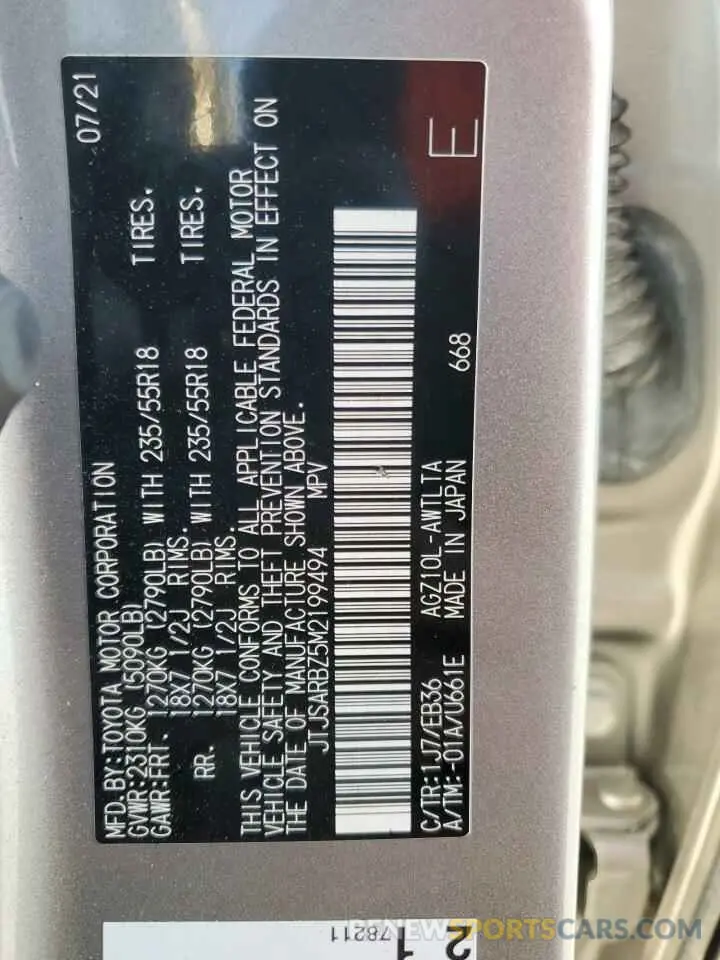 MFD.BY:TOYOTA MOTOR CORPORATION 07/21
GVWR:2310KG (5090LB)
GAWR:FRT. 1270KG (2790LB) WITH 235/55R18 TIRES.
18X7 1/2J RIMS.
RR. 1270KG (2790LB) WITH 235/55R18 TIRES.
18X7 1/2J RIMS.
THIS VEHICLE CONFORMS TO ALL APPLICABLE FEDERAL MOTOR
VEHICLE SAFETY AND THEFT PREVENTION STANDARDS IN EFFECT ON
THE DATE OF MANUFACTURE SHOWN ABOVE.
JTJSARBZ5M2199494 MPV
C/TR:1J7/EB36 AGZ10L-AWTLTA
A/TM:-01A/U661E MADE IN JAPAN 668
E
78211
2 1
RENEWSPORTSCARS.COM